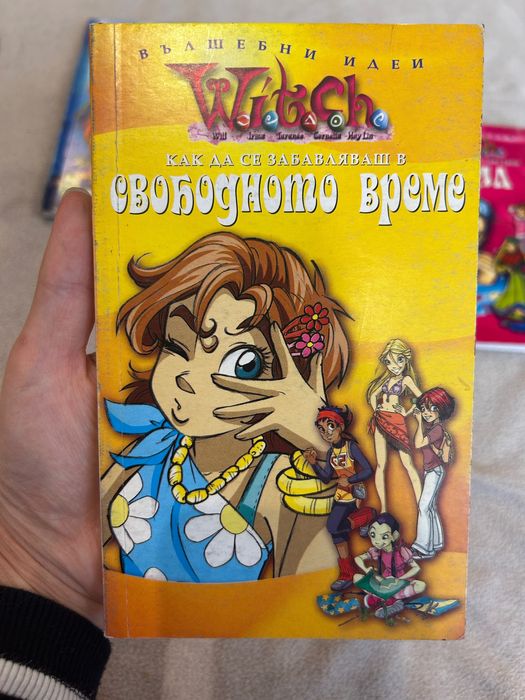 ВЪЛШЕБНИ ИДЕИ
W.i.t.c.h.
Will Irma Taranee Cornelia Hay Lin
КАК ДА СЕ ЗАБАВЛЯВАШ В
СВОБОДНОТО ВРЕМЕ